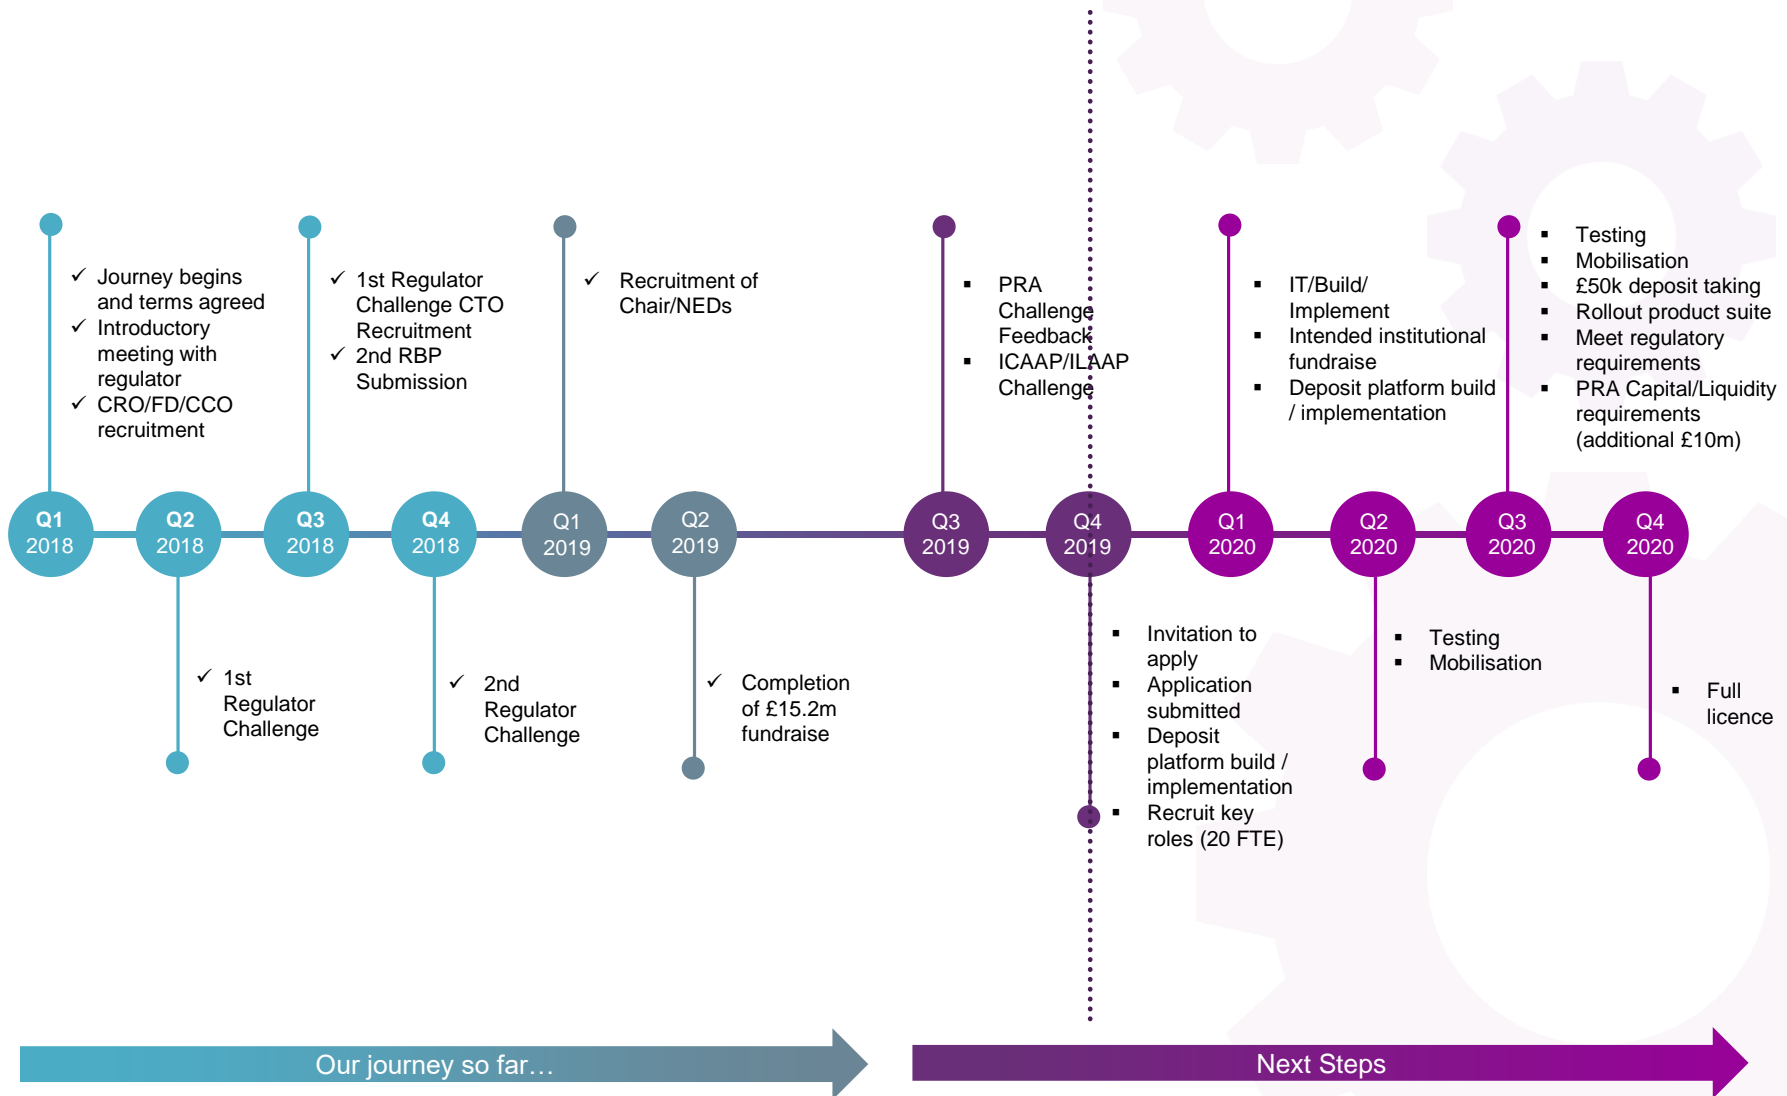 ✓ Journey begins
and terms agreed
✓ Introductory
meeting with
regulator
✓ CRO/FD/CCO
recruitment
✓ 1st Regulator
Challenge CTO
Recruitment
✓ 2nd RBP
Submission
✓ Recruitment of
Chair/NEDs
▪ PRA
Challenge
Feedback
▪ ICAAP/ILAAP
Challenge
▪ IT/Build/
Implement
▪ Intended institutional
fundraise
▪ Deposit platform build
/ implementation
▪ Testing
▪ Mobilisation
▪ £50k deposit taking
▪ Rollout product suite
▪ Meet regulatory
requirements
▪ PRA Capital/Liquidity
requirements
(additional £10m)
Q1
2018
Q2
2018
Q3
2018
Q4
2018
Q1
2019
Q2
2019
Q3
2019
Q4
2019
Q1
2020
Q2
2020
Q3
2020
Q4
2020
✓ 1st
Regulator
Challenge
✓ 2nd
Regulator
Challenge
✓ Completion
of £15.2m
fundraise
▪ Invitation to
apply
▪ Application
submitted
▪ Deposit
platform build /
implementation
▪ Recruit key
roles (20 FTE)
▪ Testing
▪ Mobilisation
▪ Full
licence
Our journey so far…
Next Steps